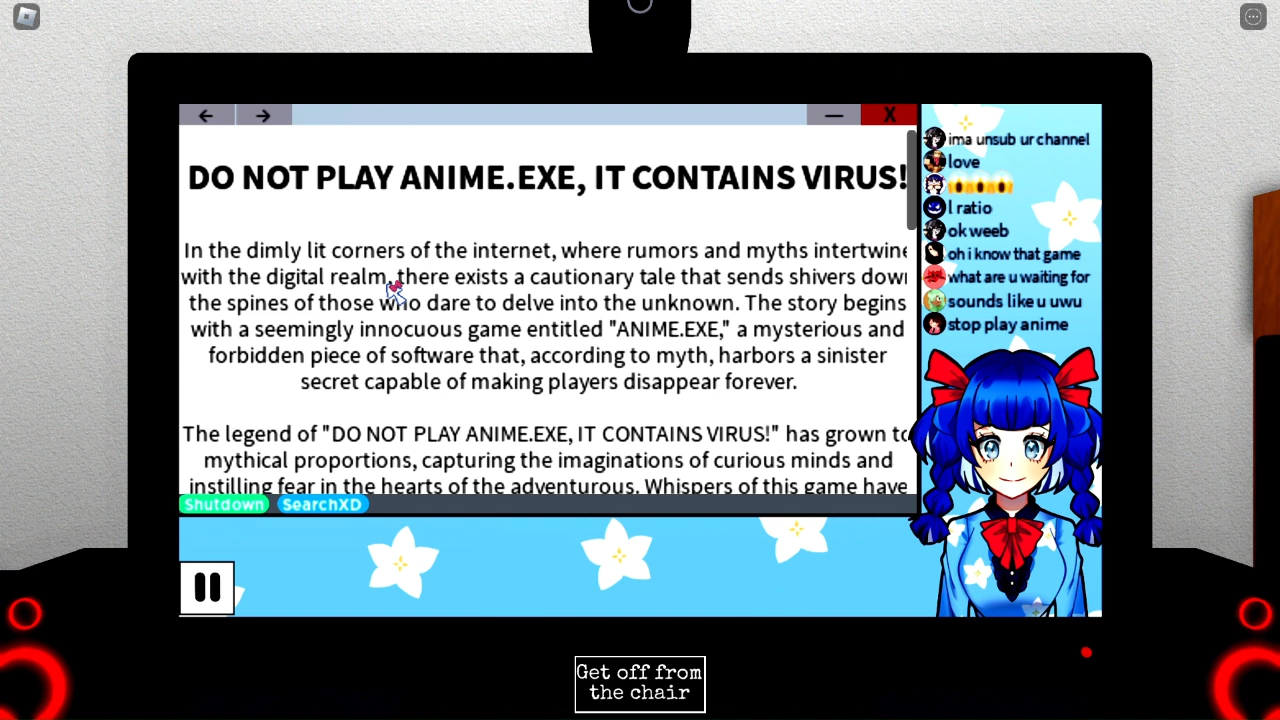 DO NOT PLAY ANIME.EXE, IT CONTAINS VIRUS!
In the dimly lit corners of the internet, where rumors and myths intertwine
with the digital realm, there exists a cautionary tale that sends shivers down
the spines of those who dare to delve into the unknown. The story begins
with a seemingly innocuous game entitled "ANIME.EXE," a mysterious and
forbidden piece of software that, according to myth, harbors a sinister
secret capable of making players disappear forever.
The legend of "DO NOT PLAY ANIME.EXE, IT CONTAINS VIRUS!" has grown to
mythical proportions, capturing the imaginations of curious minds and
instilling fear in the hearts of the adventurous. Whispers of this game have
Shutdown
SearchXD
ima unsub ur channel
love
l ratio
ok weeb
oh i know that game
what are u waiting for
sounds like u uwu
stop play anime
X
Get off from
the chair